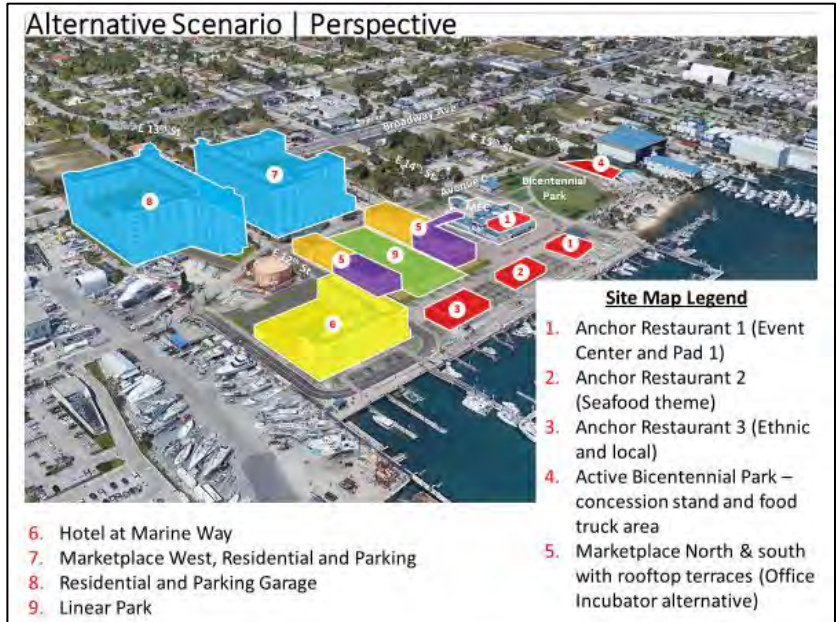 Alternative Scenario | Perspective
E 13th St
Broadway Ave
E 15th St
E 14th St
Avenue C
Bicentennial
Park
MEC
4
7
8
1
5
1
9
5
2
E 12th St
3
6
Site Map Legend
1. Anchor Restaurant 1 (Event
Center and Pad 1)
2. Anchor Restaurant 2
(Seafood theme)
3. Anchor Restaurant 3 (Ethnic
and local)
4. Active Bicentennial Park –
concession stand and food
truck area
5. Marketplace North & south
with rooftop terraces (Office
Incubator alternative)
6. Hotel at Marine Way
7. Marketplace West, Residential and Parking
8. Residential and Parking Garage
9. Linear Park